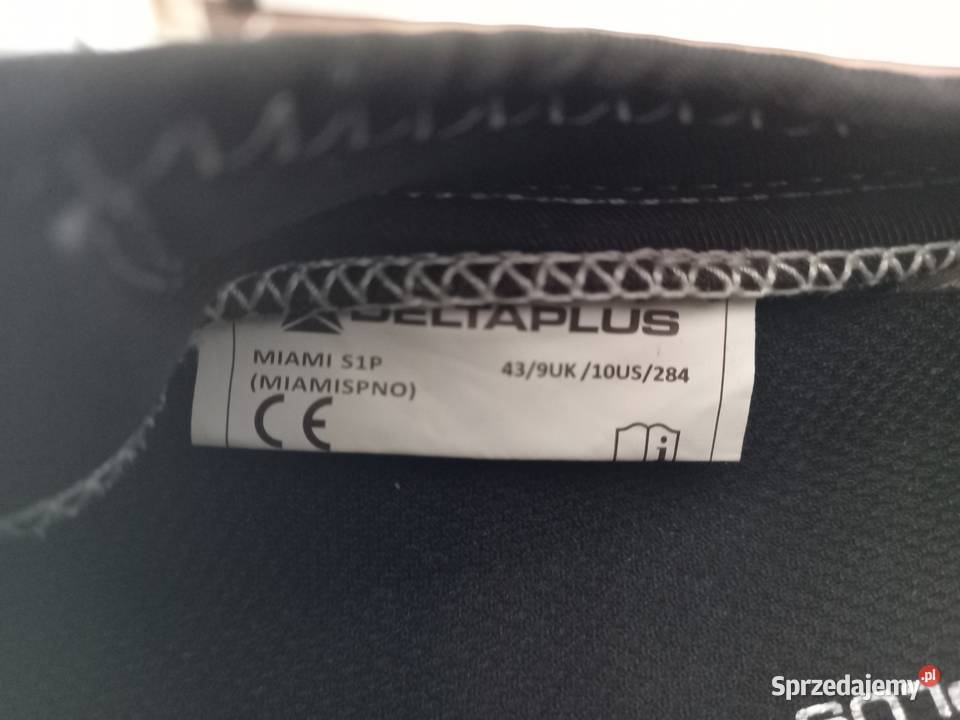 DELTAPLUS
MIAMI S1P
(MIAMISPNO)
43/9UK/10US/284
CE
i
Sprzedajemy.pl